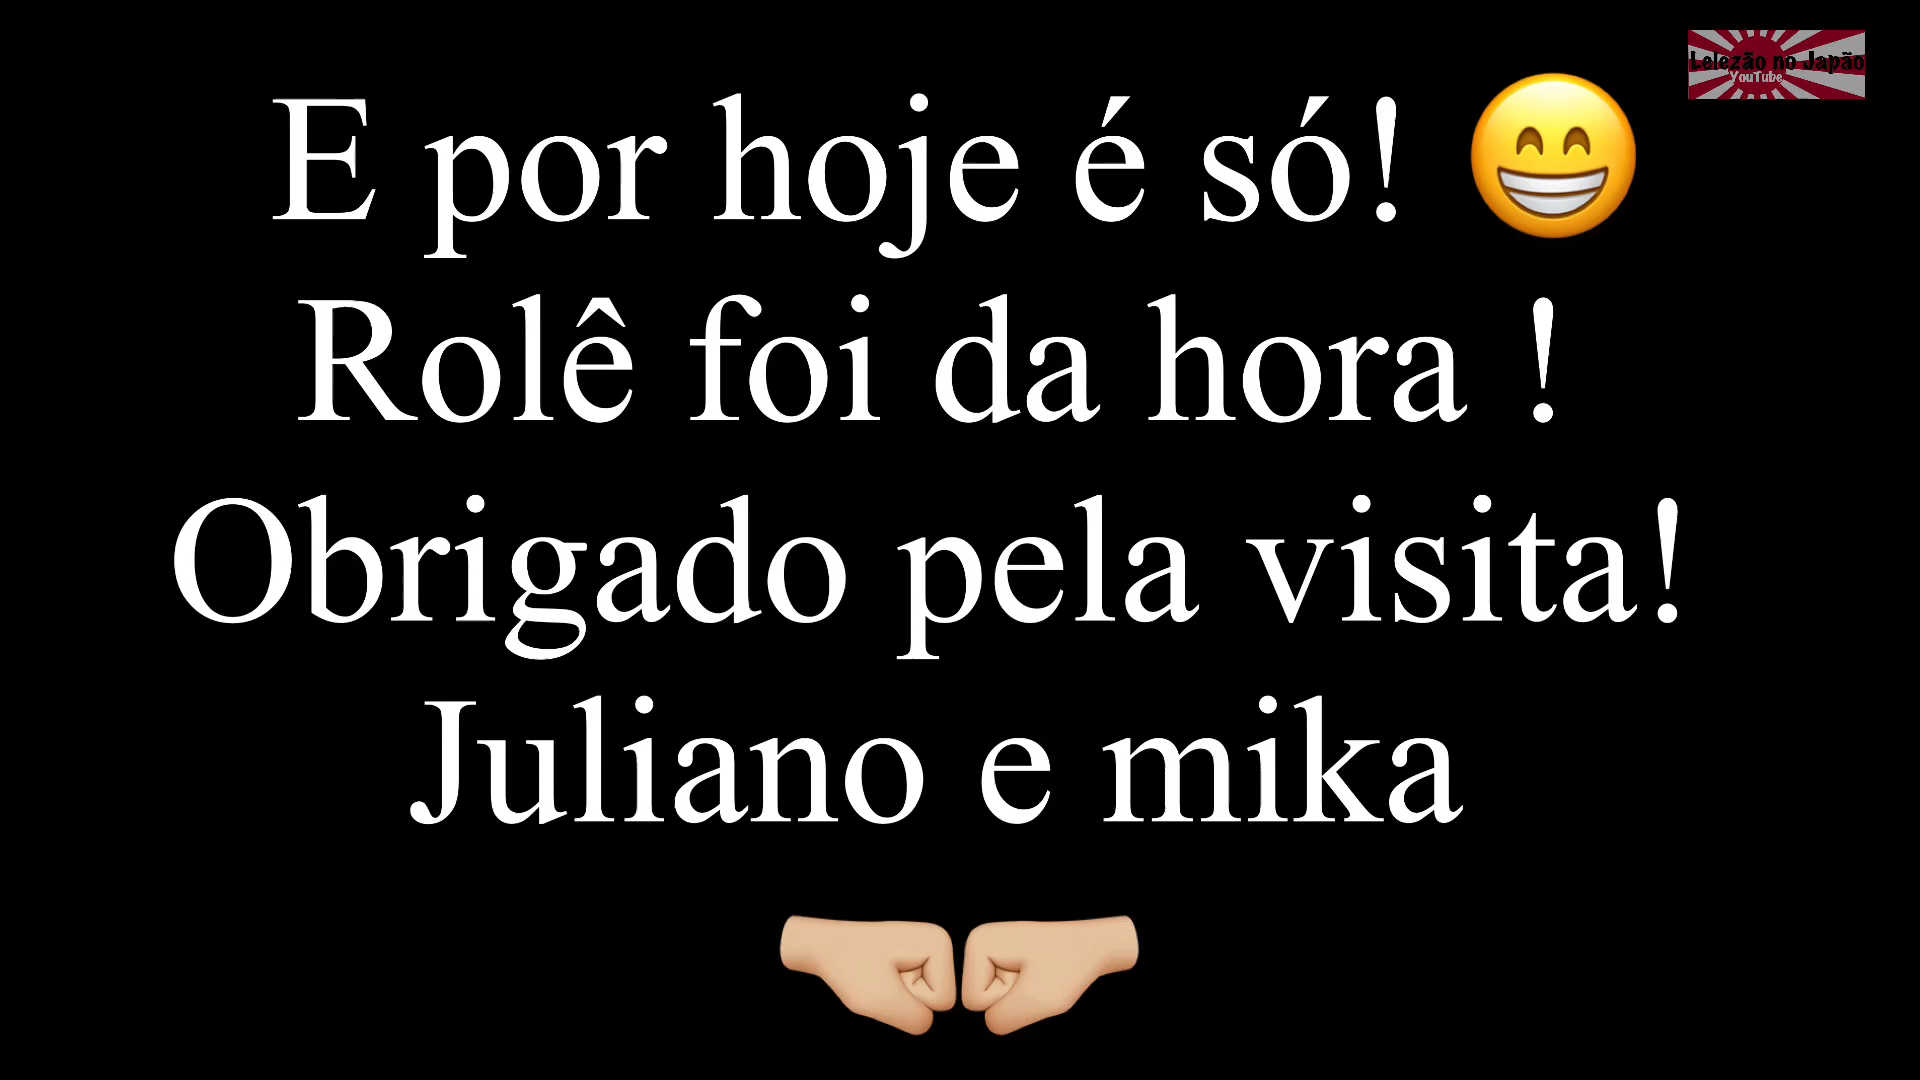 Lelezão no Japão
YouTube
E por hoje é só! 😁
Rolê foi da hora !
Obrigado pela visita!
Juliano e mika
🤜🏼🤛🏼